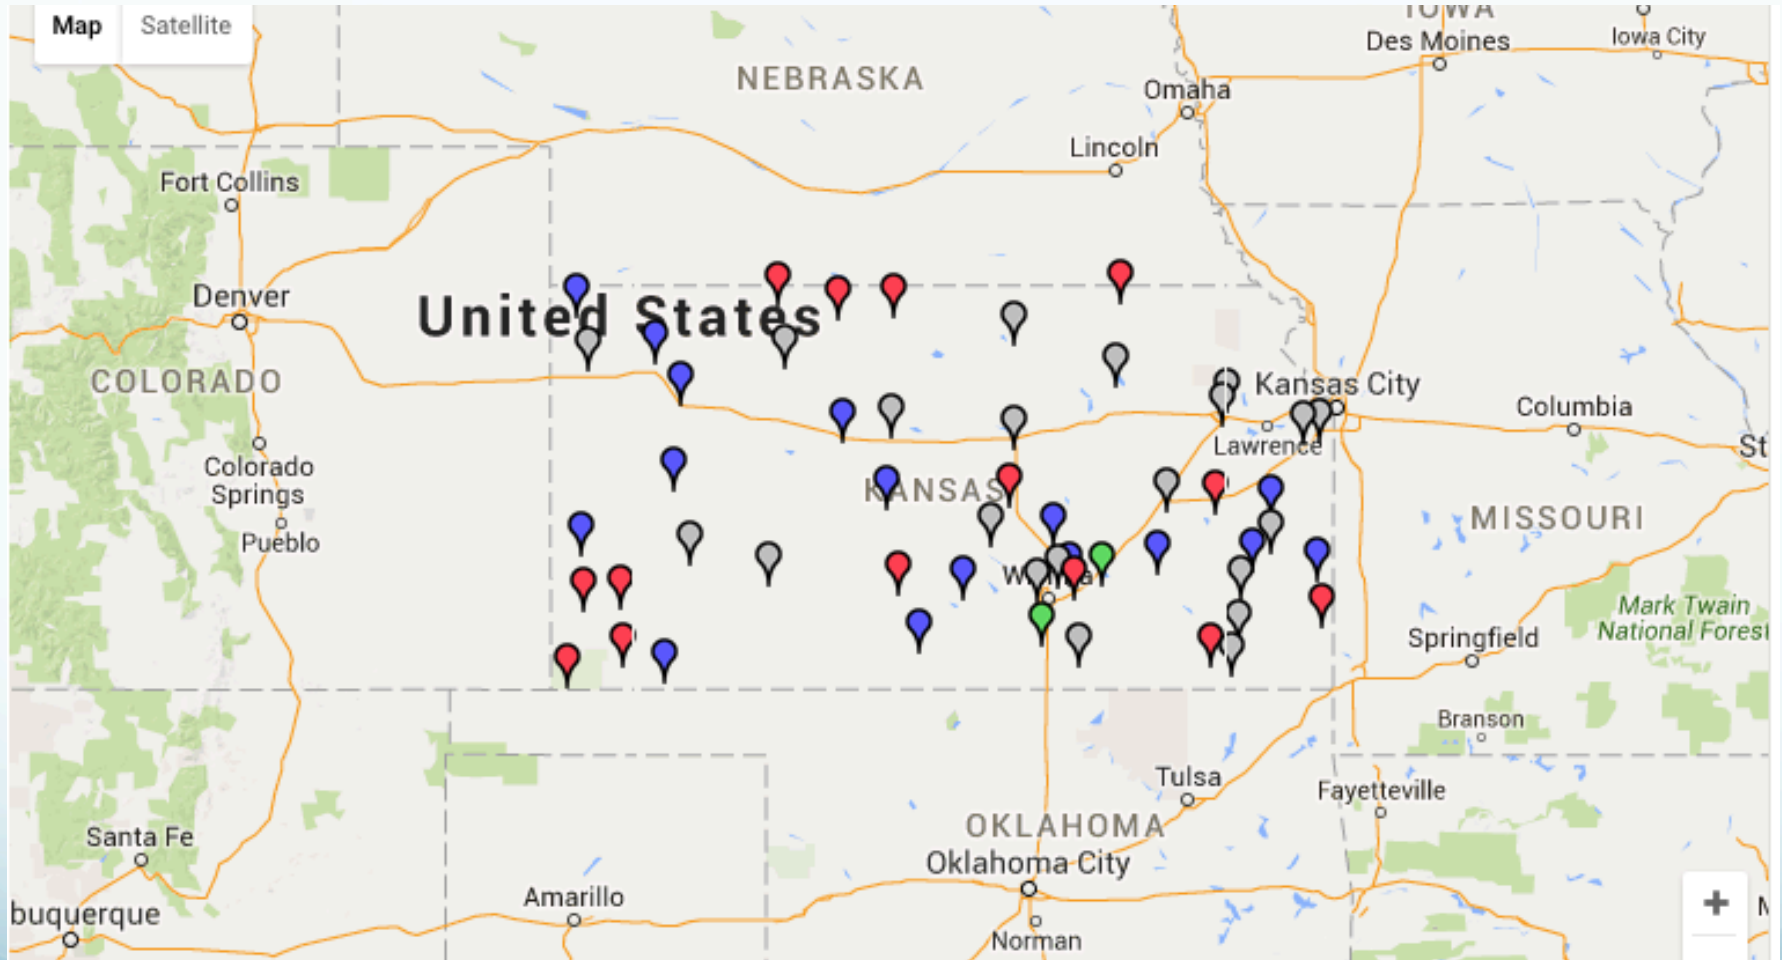 Map
Satellite
IOWA
Des Moines
Iowa City
NEBRASKA
Omaha
Lincoln
Fort Collins
Denver
United States
COLORADO
Kansas City
Columbia
Lawrence
St
Colorado
Springs
KANSAS
Pueblo
MISSOURI
Mark Twain
National Forest
Springfield
Branson
Tulsa
Fayetteville
OKLAHOMA
Santa Fe
Oklahoma City
Amarillo
buquerque
Norman
+